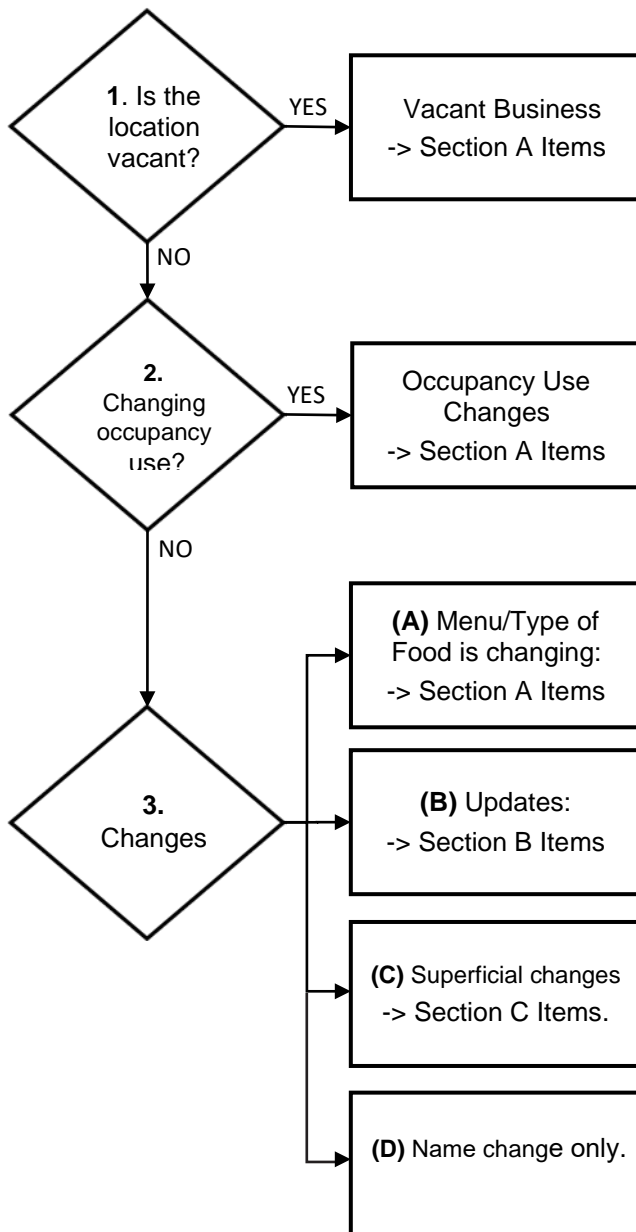 1. Is the
location
vacant?
YES
Vacant Business
-> Section A Items
NO
2.
Changing
occupancy
use?
YES
Occupancy Use
Changes
-> Section A Items
NO
3.
Changes
(A) Menu/Type of
Food is changing:
-> Section A Items
(B) Updates:
-> Section B Items
(C) Superficial changes
-> Section C Items.
(D) Name change only.